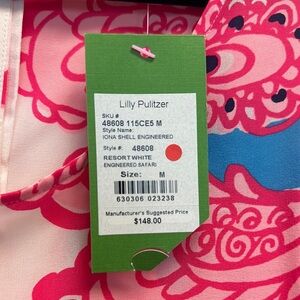 Lilly Pulitzer
SKU #
48608 115CE5 M
Style Name:
IONA SHELL ENGINEERED
Style #: 48608
RESORT WHITE
ENGINEERED SAFARI
Size: M
630306 023238
Manufacturer's Suggested Price
$148.00